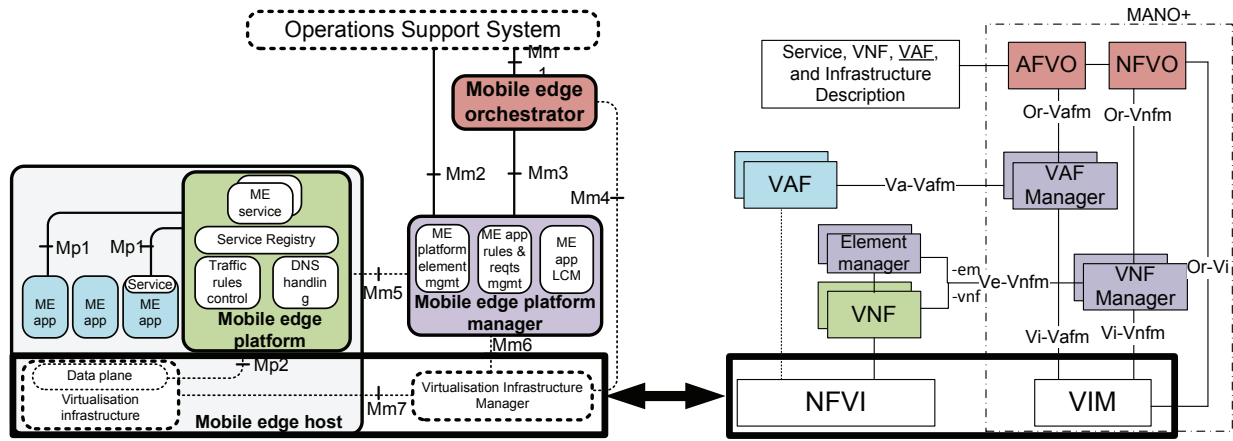 Operations Support System
Mm
1
Mobile edge
orchestrator
Mm2
Mm3
Mm4
ME
service
Service Registry
Traffic
rules
control
DNS
handlin
g
Mobile edge
platform
Mp1
Mp1
ME
app
ME
app
Service
ME
app
Mm5
ME
platform
element
mgmt
ME app
rules &
reqts
mgmt
ME
app
LCM
Mobile edge platform
manager
Mm6
Mp2
Data plane
Virtualisation
infrastructure
Mobile edge host
Mm7
Virtualisation Infrastructure
Manager
MANO+
Service, VNF, VAF,
and Infrastructure
Description
AFVO
NFVO
Or-Vafm
Or-Vnfm
VAF
Va-Vafm
VAF
Manager
Element
manager
-em
Ve-Vnfm
-vnf
VNF
VNF
Manager
Or-Vi
Vi-Vafm
Vi-Vnfm
NFVI
VIM